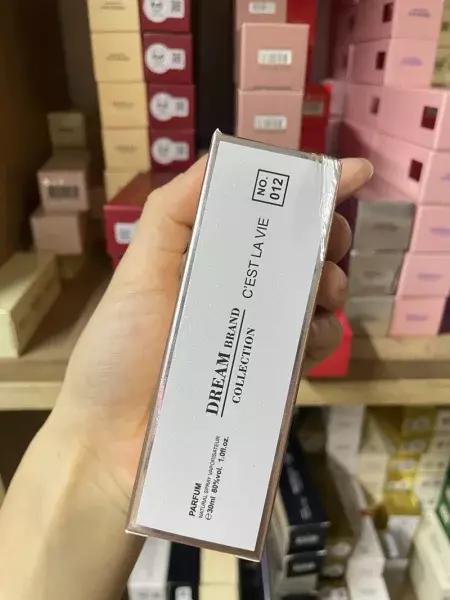 NO.
012
C'EST LA VIE
DREAM BRAND
COLLECTION
PARFUM
NATURAL SPRAY VAPORISATEUR
℮30ml 80%vol. 1.0fl.oz.